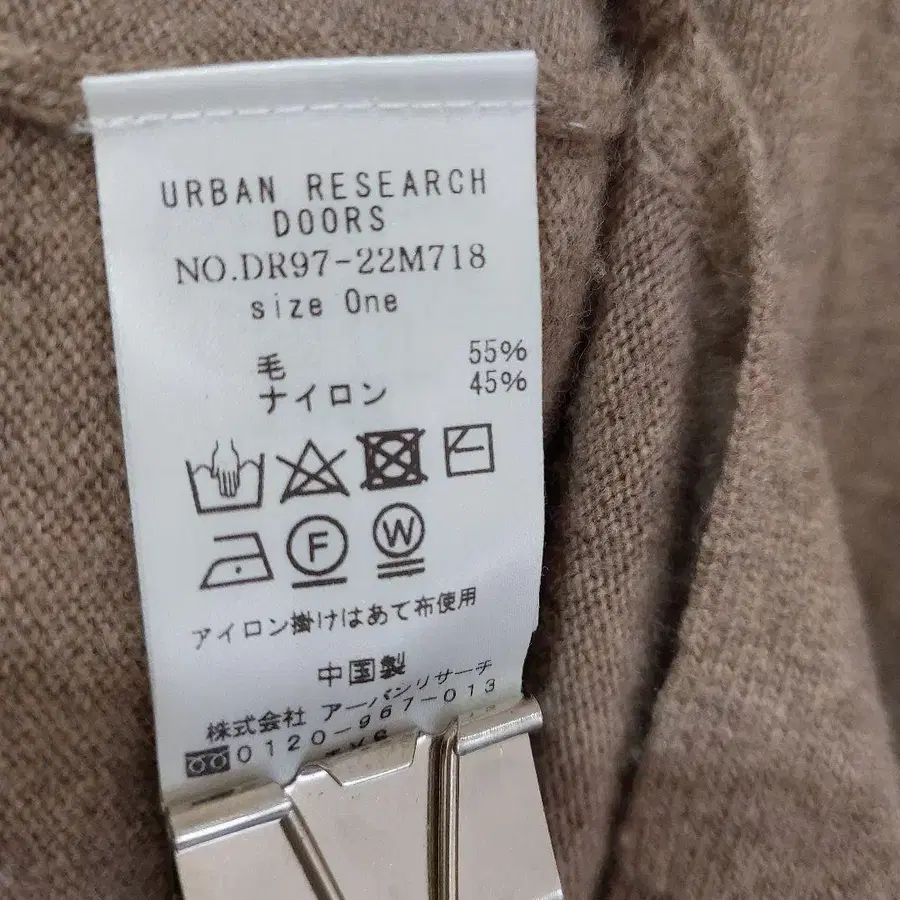 URBAN RESEARCH
DOORS
NO.DR97-22M718
size One
毛 55%
ナイロン 45%
F W
アイロン掛けはあて布使用
中国製
株式会社 アーバンリサーチ
0120-967-013